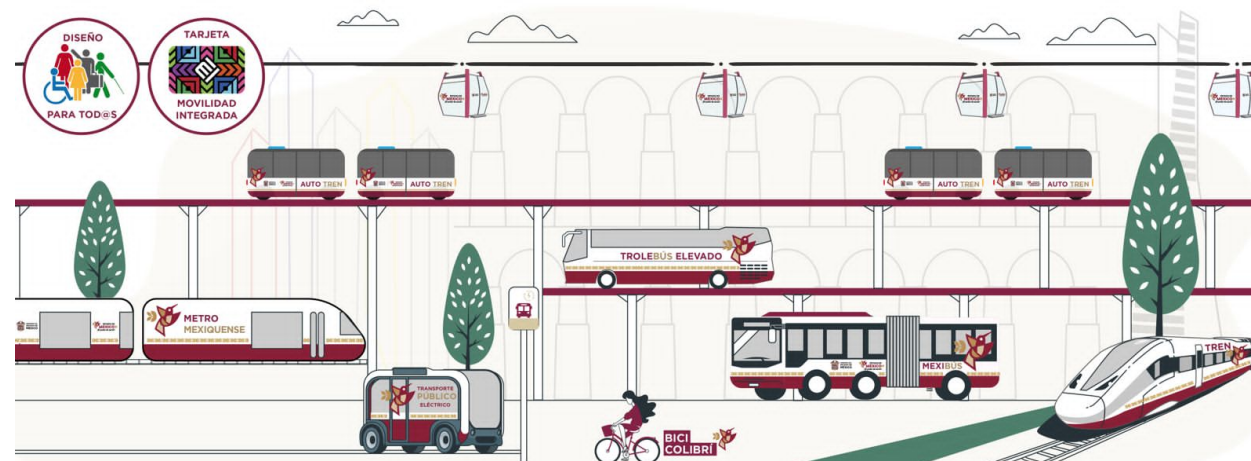 DISEÑO
PARA TOD@S
TARJETA
MOVILIDAD
INTEGRADA
AUTO TREN
AUTO TREN
AUTO TREN
AUTO TREN
TROLEBÚS ELEVADO
METRO
MEXIQUENSE
TRANSPORTE
PÚBLICO
ELÉCTRICO
MEXIBÚS
TREN
BICI
COLIBRÍ